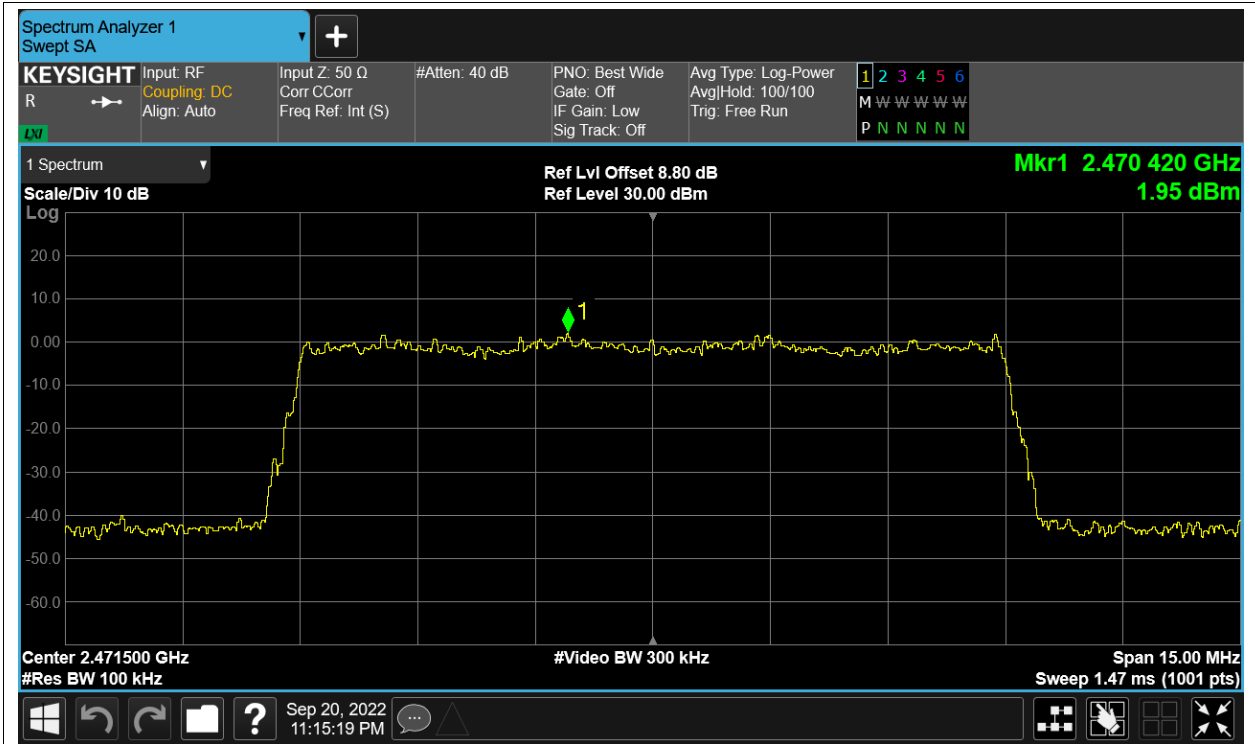 Spectrum Analyzer 1
Swept SA
KEYSIGHT
R
LXI
Input: RF
Coupling: DC
Align: Auto
Input Z: 50 Ω
Corr CCorr
Freq Ref: Int (S)
#Atten: 40 dB
PNO: Best Wide
Gate: Off
IF Gain: Low
Sig Track: Off
Avg Type: Log-Power
Avg|Hold: 100/100
Trig: Free Run
1 2 3 4 5 6
M W W W W W W
P N N N N N
1 Spectrum
Scale/Div 10 dB
Log
Ref Lvl Offset 8.80 dB
Ref Level 30.00 dBm
Mkr1 2.470 420 GHz
1.95 dBm
20.0
10.0
0.00
-10.0
-20.0
-30.0
-40.0
-50.0
-60.0
1
Center 2.471500 GHz
#Res BW 100 kHz
#Video BW 300 kHz
Span 15.00 MHz
Sweep 1.47 ms (1001 pts)
?
Sep 20, 2022
11:15:19 PM